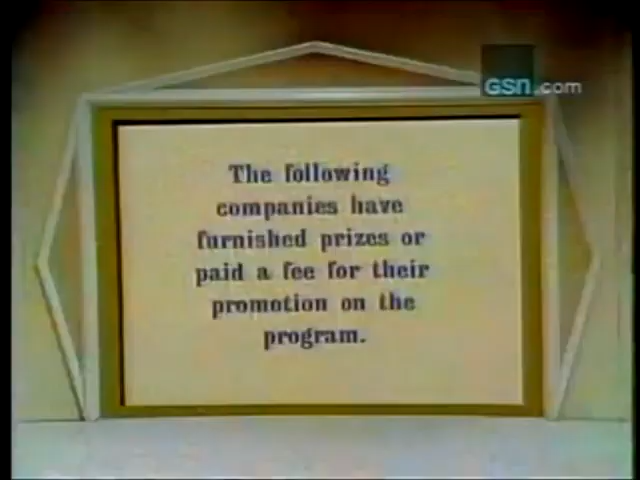 GSN.com
The following
companies have
furnished prizes or
paid a fee for their
promotion on the
program.